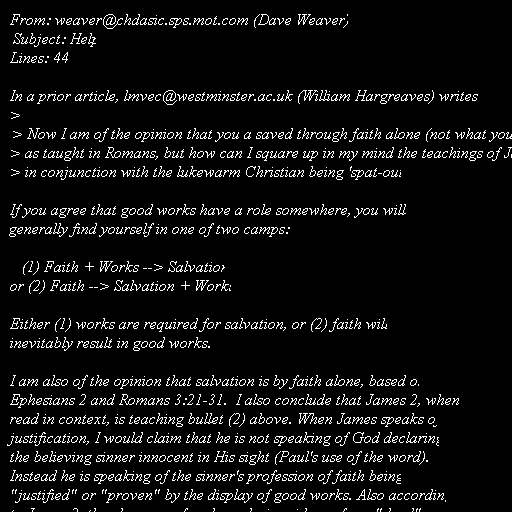 From: weaver@chdasic.sps.mot.com (Dave Weaver)
Subject: Help
Lines: 44

In a prior article, lmvec@westminster.ac.uk (William Hargreaves) writes
>
> Now I am of the opinion that you a saved through faith alone (not what you
> as taught in Romans, but how can I square up in my mind the teachings of
> in conjunction with the lukewarm Christian being 'spat-out

If you agree that good works have a role somewhere, you will
generally find yourself in one of two camps:

(1) Faith + Works --> Salvation
or (2) Faith --> Salvation + Works

Either (1) works are required for salvation, or (2) faith will
inevitably result in good works.

I am also of the opinion that salvation is by faith alone, based
Ephesians 2 and Romans 3:21-31.  I also conclude that James 2, when
read in context, is teaching bullet (2) above. When James speaks
justification, I would claim that he is not speaking of God declaring
the believing sinner innocent in His sight (Paul's use of the word).
Instead he is speaking of the sinner's profession of faith being
"justified" or "proven" by the display of good works. Also according